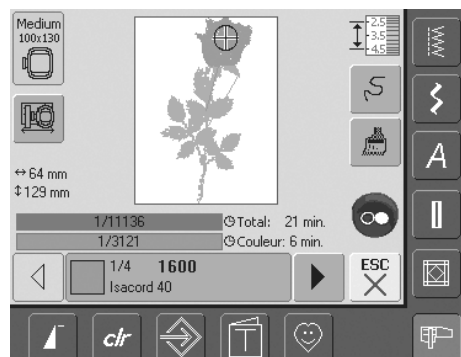 Medium
100x130
2.5
3.5
4.5
↔ 64 mm
↕ 129 mm
1/11136 Total: 21 min.
1/3121 Couleur: 6 min.
1/4 1600
Isacord 40
ESC
A
clr